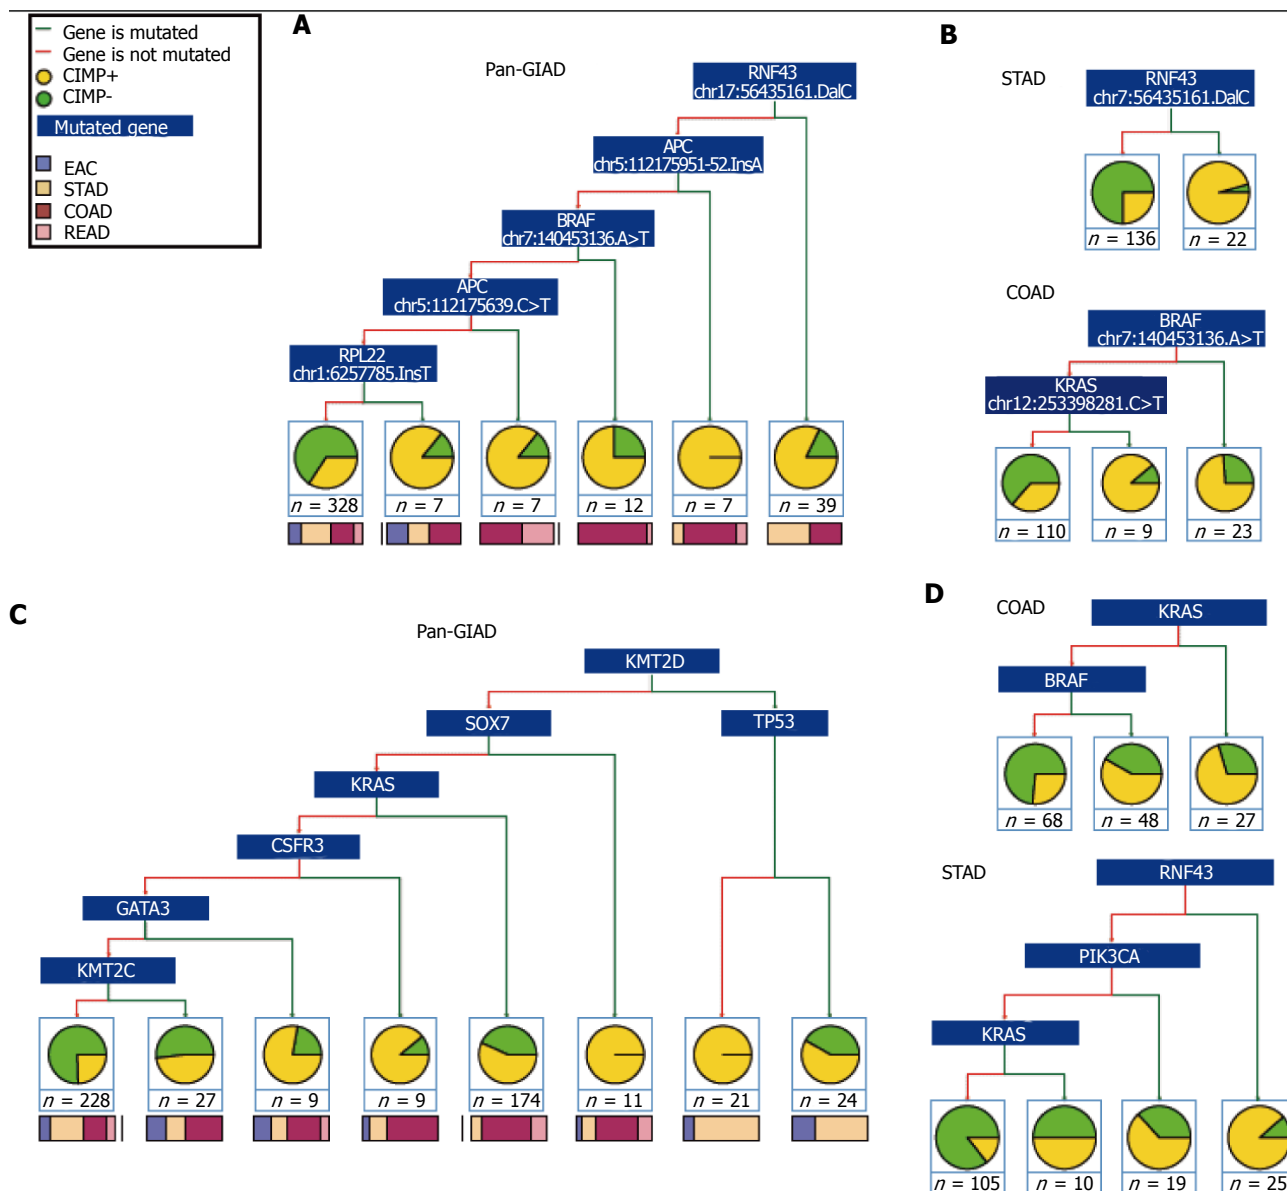 Gene is mutated
Gene is not mutated
CIMP+
CIMP-
Mutated gene
EAC
STAD
COAD
READ
A
Pan-GIAD
RNF43
chr17:56435161.DalC
APC
chr5:112175951-52.InsA
BRAF
chr7:140453136.A>T
APC
chr5:112175639.C>T
RPL22
chr1:6257785.InsT
n = 328
n = 7
n = 7
n = 12
n = 7
n = 39
B
STAD
RNF43
chr7:56435161.DalC
n = 136
n = 22
COAD
BRAF
chr7:140453136.A>T
KRAS
chr12:253398281.C>T
n = 110
n = 9
n = 23
C
Pan-GIAD
KMT2D
SOX7
TP53
KRAS
CSFR3
GATA3
KMT2C
n = 228
n = 27
n = 9
n = 9
n = 174
n = 11
n = 21
n = 24
D
COAD
KRAS
BRAF
n = 68
n = 48
n = 27
STAD
RNF43
PIK3CA
KRAS
n = 105
n = 10
n = 19
n = 25